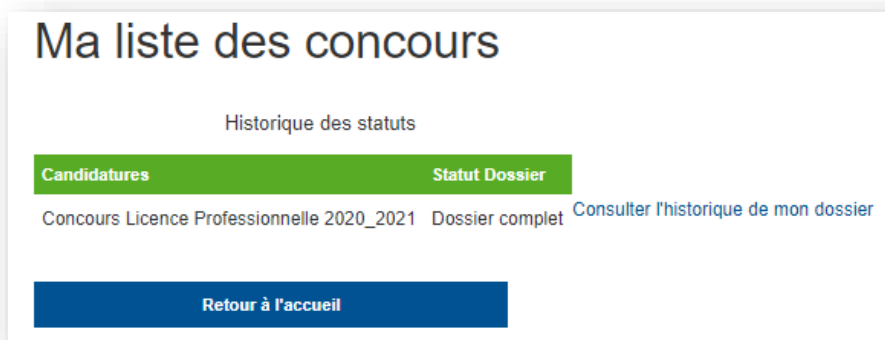 Ma liste des concours
Historique des statuts
Candidatures Statut Dossier
Concours Licence Professionnelle 2020_2021 Dossier complet Consulter l'historique de mon dossier
Retour à l'accueil